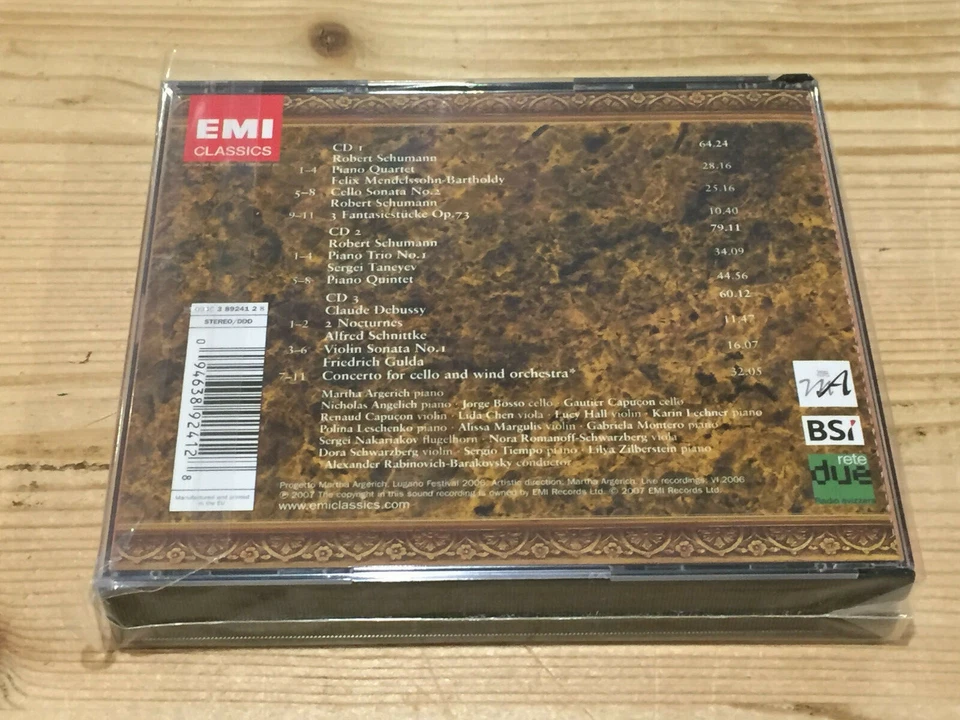 EMI
CLASSICS
CD 1 64.24
Robert Schumann
1–4 Piano Quartet 28.16
Felix Mendelssohn-Bartholdy
5–8 Cello Sonata No.2 25.16
Robert Schumann
9–11 3 Fantasiestücke Op.73 10.40
CD 2 79.11
Robert Schumann
1–4 Piano Trio No.1 34.09
Sergei Taneyev
5–8 Piano Quintet 44.56
CD 3 60.12
Claude Debussy
1–2 2 Nocturnes 11.47
Alfred Schnittke
3–6 Violin Sonata No.1 16.07
Friedrich Gulda
7–11 Concerto for cello and wind orchestra* 32.05
Martha Argerich piano
Nicholas Angelich piano · Jorge Bosso cello · Gautier Capuçon cello
Renaud Capuçon violin · Lida Chen viola · Lucy Hall violin · Karin Lechner piano
Polina Leschenko piano · Alissa Margulis violin · Gabriela Montero piano
Sergei Nakariakov flugelhorn · Nora Romanoff-Schwarzberg viola
Dora Schwarzberg violin · Sergio Tiempo piano · Lilya Zilberstein piano
Alexander Rabinovich-Barakovsky conductor
Progetto Martha Argerich, Lugano Festival 2006. Artistic direction, Martha Argerich. Live recordings: VI.2006
℗ 2007 The copyright in this sound recording is owned by EMI Records Ltd. © 2007 EMI Records Ltd.
www.emiclassics.com
3 89241 2 8
STEREO/DDD
0 94638 92412 8
Manufactured and printed
in the EU
MA
BSI
rete
due